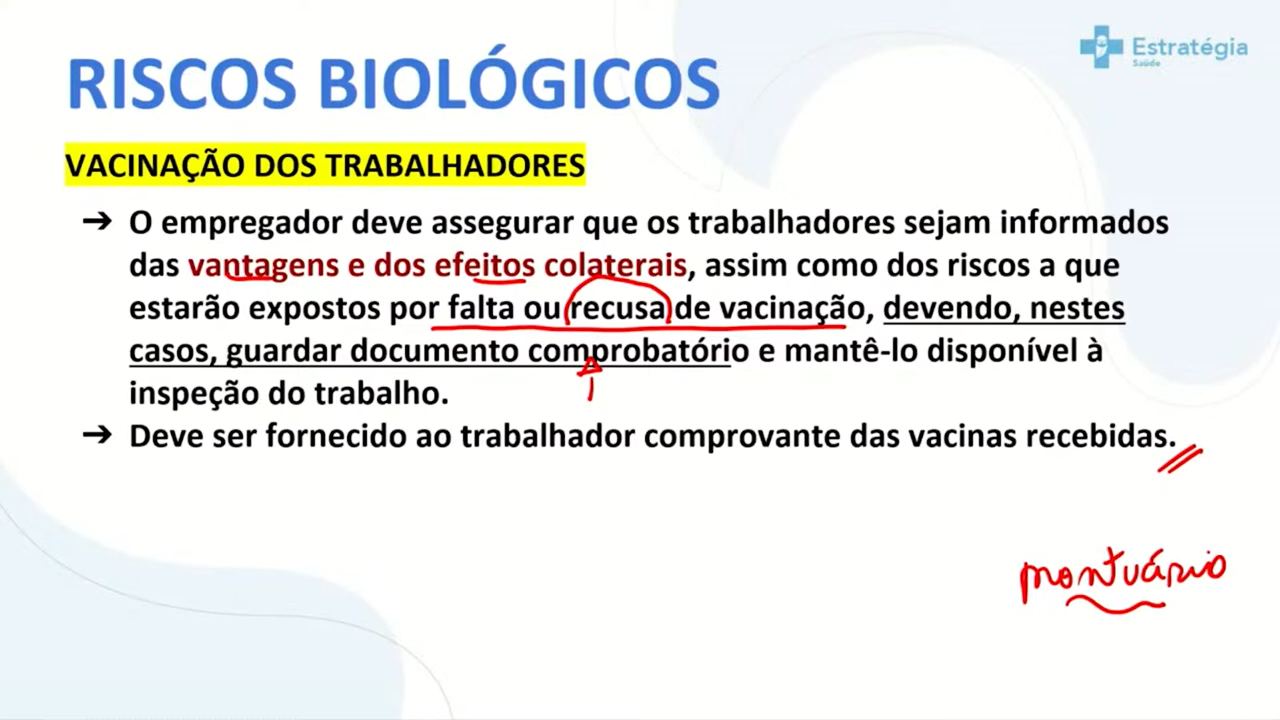 Estratégia
Saúde
RISCOS BIOLÓGICOS
VACINAÇÃO DOS TRABALHADORES
➔ O empregador deve assegurar que os trabalhadores sejam informados
das vantagens e dos efeitos colaterais, assim como dos riscos a que
estarão expostos por falta ou recusa de vacinação, devendo, nestes
casos, guardar documento comprobatório e mantê-lo disponível à
inspeção do trabalho.
➔ Deve ser fornecido ao trabalhador comprovante das vacinas recebidas.
prontuário